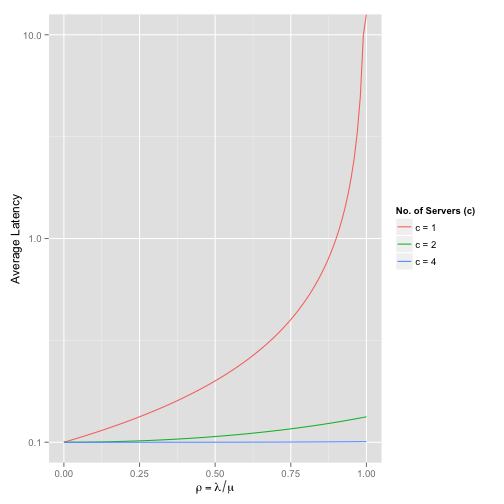 10.0
1.0
0.1
Average Latency
0.00
0.25
0.50
0.75
1.00
ρ = λ/μ
No. of Servers (c)
c = 1
c = 2
c = 4